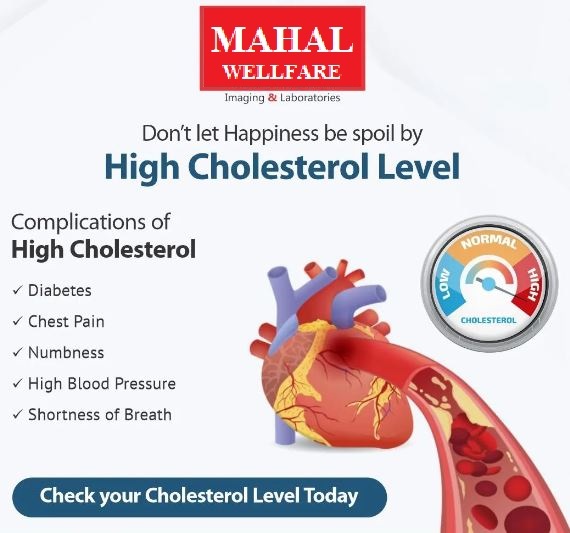 MAHAL
WELLFARE
Imaging & Laboratories
Don't let Happiness be spoil by
High Cholesterol Level
Complications of
High Cholesterol
✓ Diabetes
✓ Chest Pain
✓ Numbness
✓ High Blood Pressure
✓ Shortness of Breath
LOW
NORMAL
HIGH
CHOLESTEROL
Check your Cholesterol Level Today